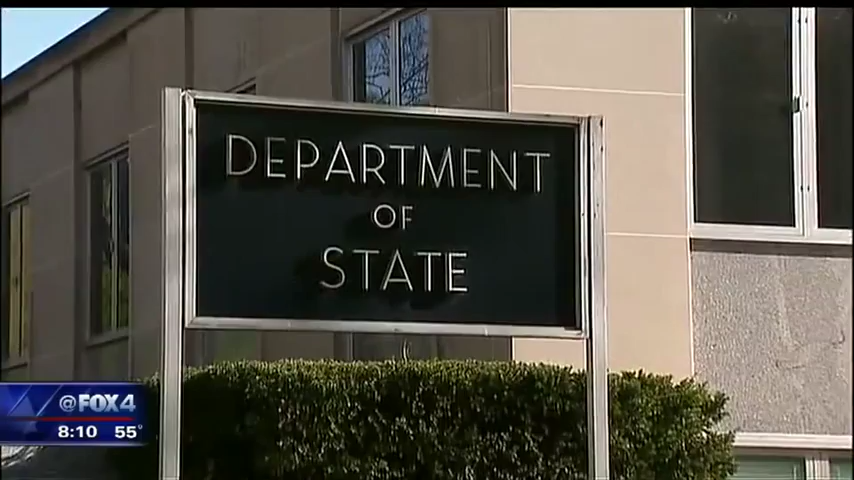 DEPARTMENT
OF
STATE
@FOX4
8:10 55°